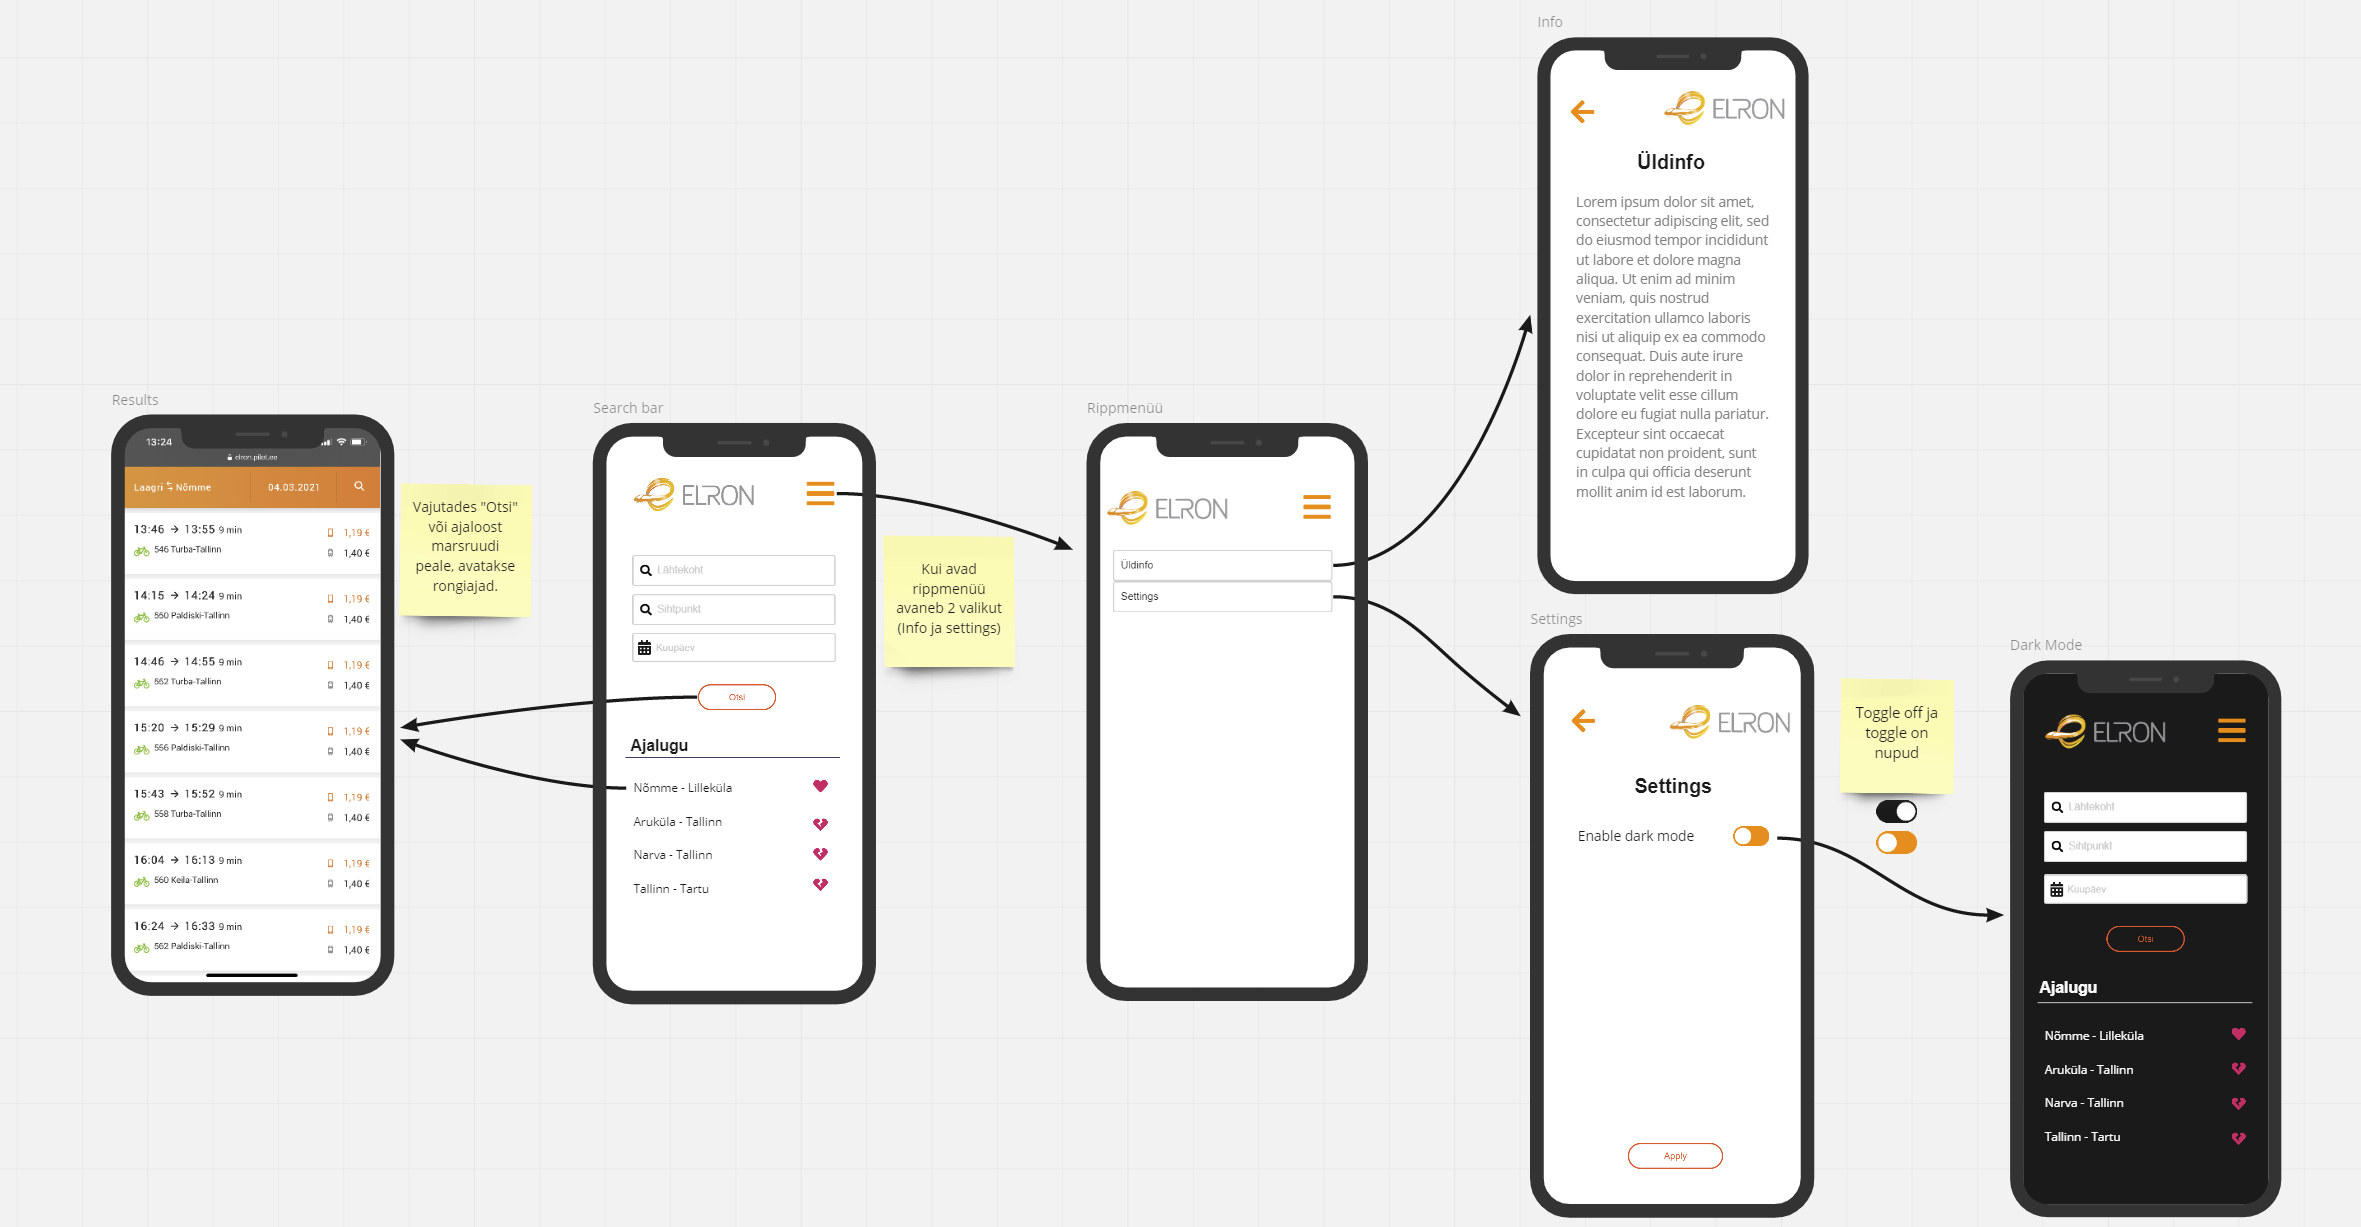 Results
13:24
elron.pilet.ee
Laagri Nõmme 04.03.2021
13:46 → 13:55 9 min 1,19 €
546 Turba-Tallinn 1,40 €
14:15 → 14:24 9 min 1,19 €
550 Paldiski-Tallinn 1,40 €
14:46 → 14:55 9 min 1,19 €
552 Turba-Tallinn 1,40 €
15:20 → 15:29 9 min 1,19 €
556 Paldiski-Tallinn 1,40 €
15:43 → 15:52 9 min 1,19 €
558 Turba-Tallinn 1,40 €
16:04 → 16:13 9 min 1,19 €
560 Keila-Tallinn 1,40 €
16:24 → 16:33 9 min 1,19 €
562 Paldiski-Tallinn 1,40 €
Vajutades "Otsi"
või ajaloost
marsruudi
peale, avatakse
rongiajad.
Search bar
ELRON
Lähtekoht
Sihtpunkt
Kuupäev
Otsi
Ajalugu
Nõmme - Lilleküla
Aruküla - Tallinn
Narva - Tallinn
Tallinn - Tartu
Kui avad
rippmenüü
avaneb 2 valikut
(Info ja settings)
Rippmenüü
ELRON
Üldinfo
Settings
Info
ELRON
Üldinfo
Lorem ipsum dolor sit amet,
consectetur adipiscing elit, sed
do eiusmod tempor incididunt
ut labore et dolore magna
aliqua. Ut enim ad minim
veniam, quis nostrud
exercitation ullamco laboris
nisi ut aliquip ex ea commodo
consequat. Duis aute irure
dolor in reprehenderit in
voluptate velit esse cillum
dolore eu fugiat nulla pariatur.
Excepteur sint occaecat
cupidatat non proident, sunt
in culpa qui officia deserunt
mollit anim id est laborum.
Settings
ELRON
Settings
Enable dark mode
Apply
Toggle off ja
toggle on
nupud
Dark Mode
ELRON
Lähtekoht
Sihtpunkt
Kuupäev
Otsi
Ajalugu
Nõmme - Lilleküla
Aruküla - Tallinn
Narva - Tallinn
Tallinn - Tartu